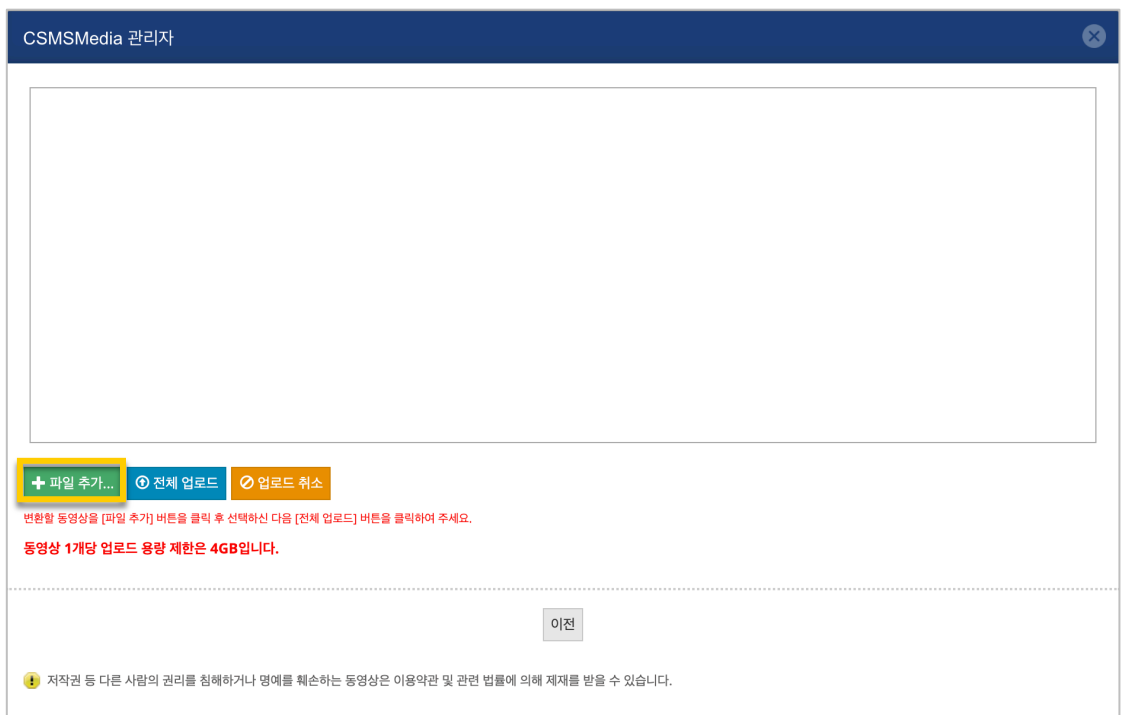 CSMSMedia 관리자
파일 추가... 전체 업로드 업로드 취소
변환할 동영상을 [파일 추가] 버튼을 클릭 후 선택하신 다음 [전체 업로드] 버튼을 클릭하여 주세요.
동영상 1개당 업로드 용량 제한은 4GB입니다.
이전
저작권 등 다른 사람의 권리를 침해하거나 명예를 훼손하는 동영상은 이용약관 및 관련 법률에 의해 제재를 받을 수 있습니다.